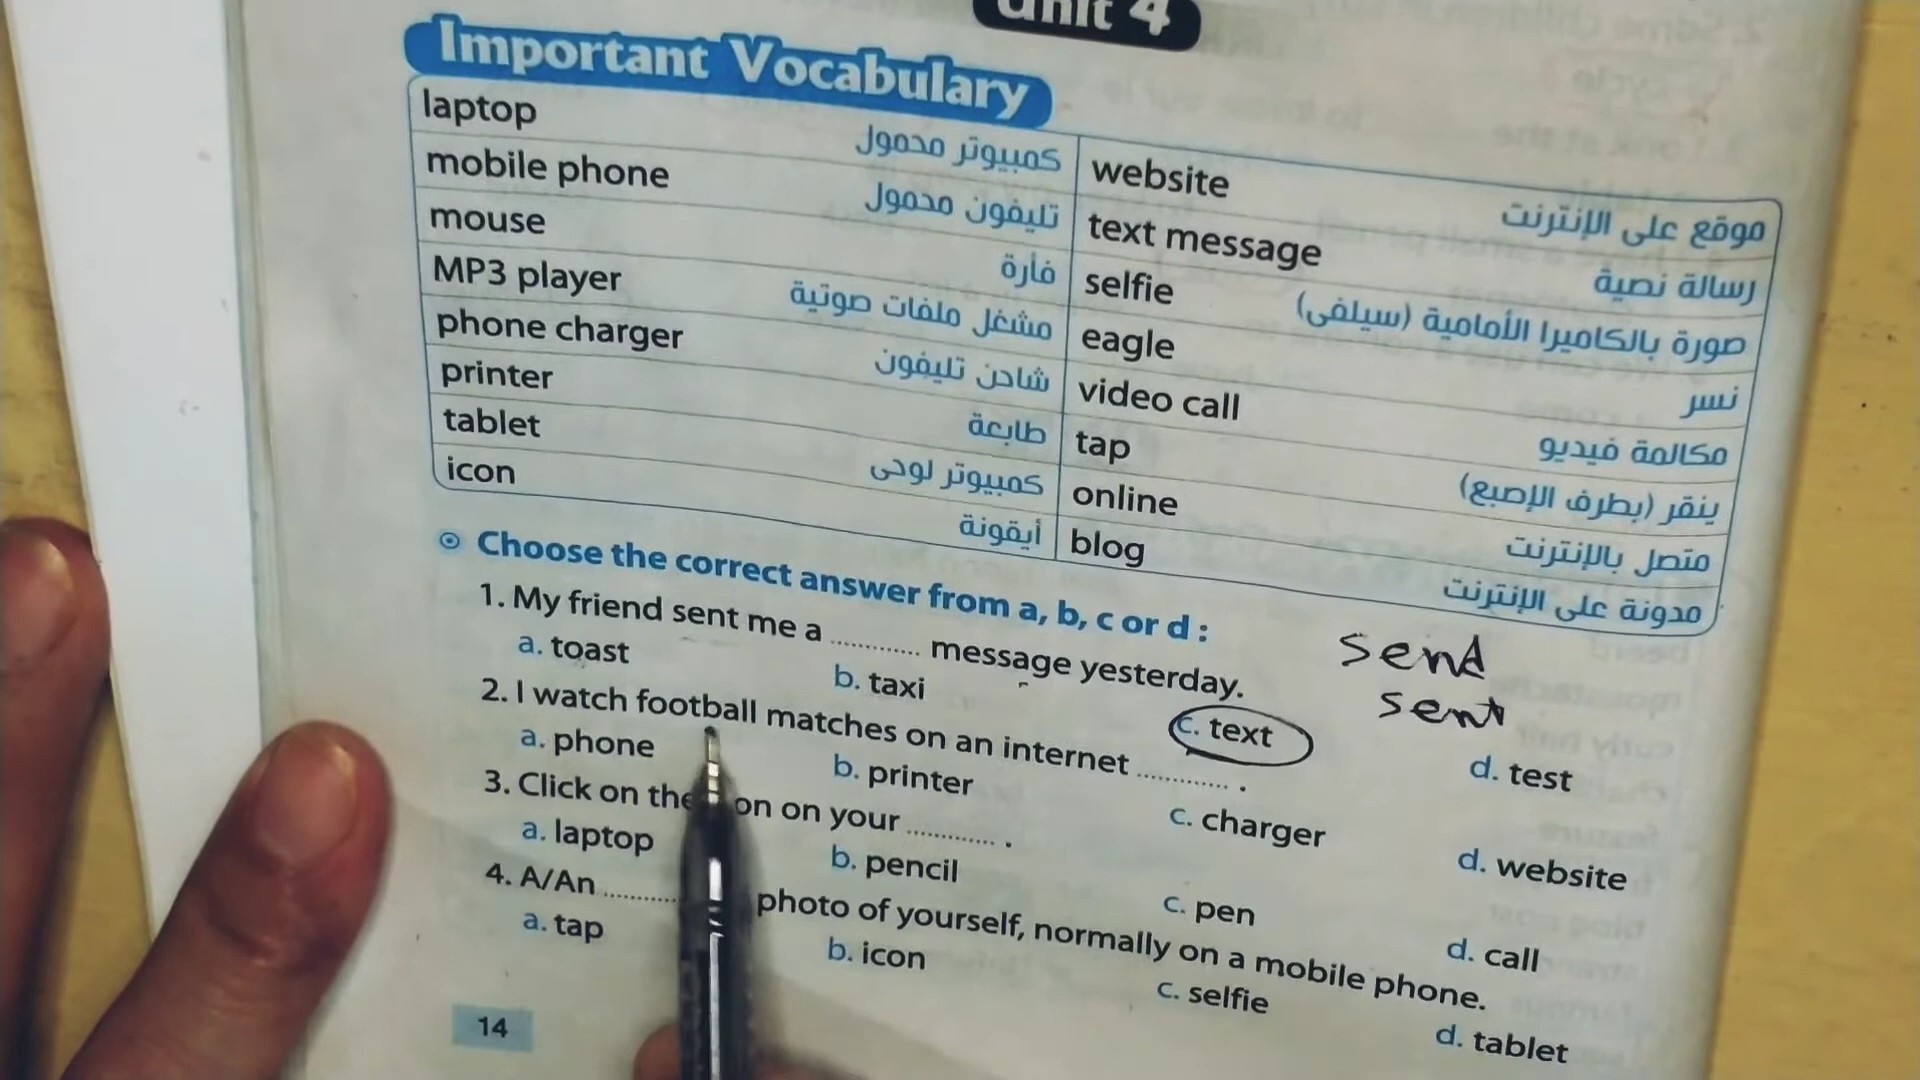 Unit 4
Important Vocabulary
laptop كمبيوتر محمول
mobile phone تليفون محمول
mouse فأرة
MP3 player مشغل ملفات صوتية
phone charger شاحن تليفون
printer طابعة
tablet كمبيوتر لوحى
icon أيقونة
website موقع على الإنترنت
text message رسالة نصية
selfie صورة بالكاميرا الأمامية (سيلفى)
eagle نسر
video call مكالمة فيديو
tap ينقر (بطرف الإصبع)
online متصل بالإنترنت
blog مدونة على الإنترنت
Choose the correct answer from a, b, c or d :
1. My friend sent me a ............ message yesterday.
a. toast b. taxi c. text d. test
send
sent
2. I watch football matches on an internet ............ .
a. phone b. printer c. charger d. website
3. Click on the on on your ............ .
a. laptop b. pencil c. pen d. call
4. A/An ............ photo of yourself, normally on a mobile phone.
a. tap b. icon c. selfie d. tablet
14